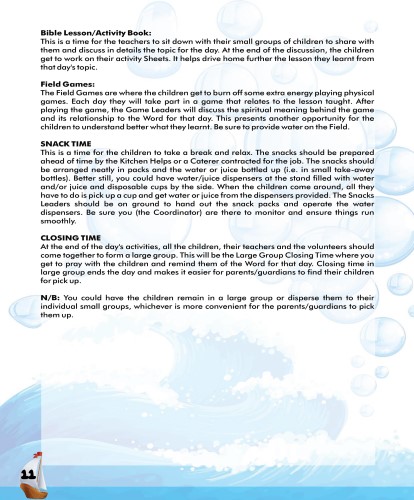 Bible Lesson/Activity Book:
This is a time for the teachers to sit down with their small groups of children to share with
them and discuss in details the topic for the day. At the end of the discussion, the children
get to work on their activity Sheets. It helps drive home further the lesson they learnt from
that day's topic.
Field Games:
The Field Games are where the children get to burn off some extra energy playing physical
games. Each day they will take part in a game that relates to the lesson taught. After
playing the game, the Game Leaders will discuss the spiritual meaning behind the game
and its relationship to the Word for that day. This presents another opportunity for the
children to understand better what they learnt. Be sure to provide water on the Field.
SNACK TIME
This is a time for the children to take a break and relax. The snacks should be prepared
ahead of time by the Kitchen Helps or a Caterer contracted for the job. The snacks should
be arranged neatly in packs and the water or juice bottled up (i.e. in small take-away
bottles). Better still, you could have water/juice dispensers at the stand filled with water
and/or juice and disposable cups by the side. When the children come around, all they
have to do is pick up a cup and get water or juice from the dispensers provided. The Snacks
Leaders should be on ground to hand out the snack packs and operate the water
dispensers. Be sure you (the Coordinator) are there to monitor and ensure things run
smoothly.
CLOSING TIME
At the end of the day's activities, all the children, their teachers and the volunteers should
come together to form a large group. This will be the Large Group Closing Time where you
get to pray with the children and remind them of the Word for that day. Closing time in
large group ends the day and makes it easier for parents/guardians to find their children
for pick up.
N/B: You could have the children remain in a large group or disperse them to their
individual small groups, whichever is more convenient for the parents/guardians to pick
them up.
11